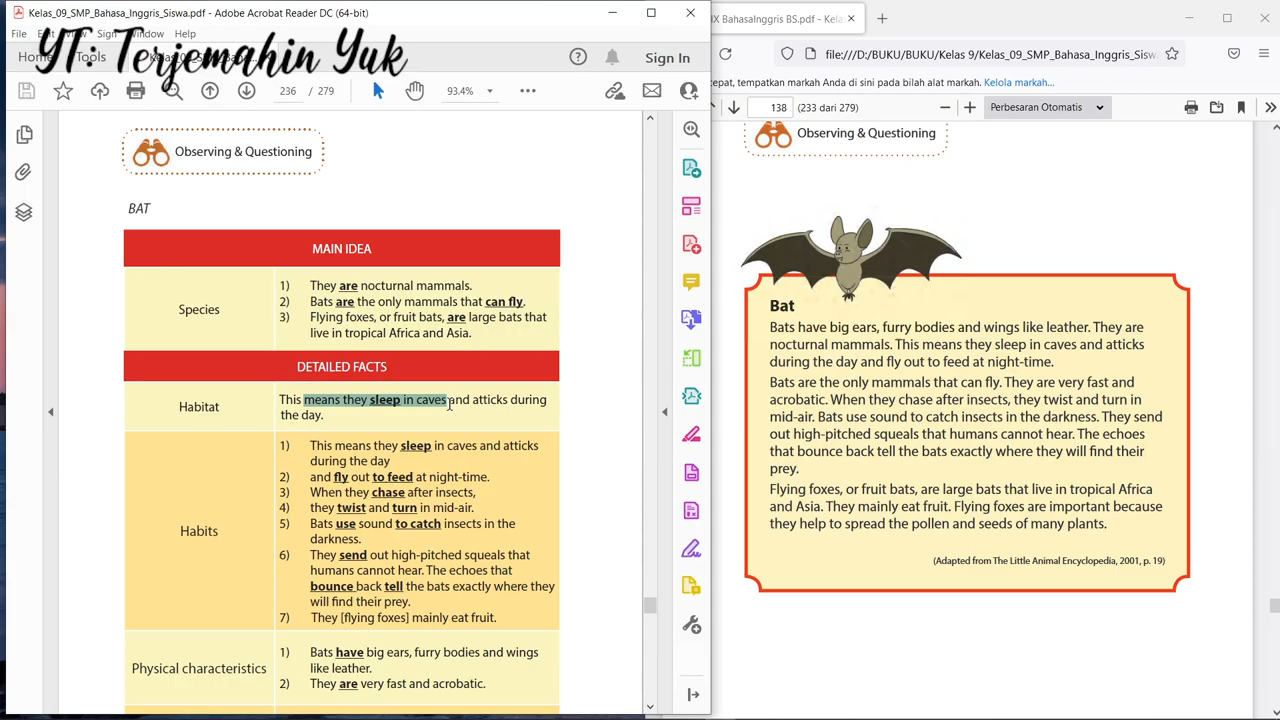 Kelas_09_SMP_Bahasa_Inggris_Siswa.pdf - Adobe Acrobat Reader DC (64-bit)
File
Sign
Window
Help
YT: Terjemahin Yuk
Home
Tools
Sign In
236 / 279
93.4%
Observing & Questioning
BAT
MAIN IDEA
Species
1) They are nocturnal mammals.
2) Bats are the only mammals that can fly.
3) Flying foxes, or fruit bats, are large bats that
live in tropical Africa and Asia.
DETAILED FACTS
Habitat
This means they sleep in caves and atticks during
the day.
Habits
1) This means they sleep in caves and atticks
during the day
2) and fly out to feed at night-time.
3) When they chase after insects,
4) they twist and turn in mid-air.
5) Bats use sound to catch insects in the
darkness.
6) They send out high-pitched squeals that
humans cannot hear. The echoes that
bounce back tell the bats exactly where they
will find their prey.
7) They [flying foxes] mainly eat fruit.
Physical characteristics
1) Bats have big ears, furry bodies and wings
like leather.
2) They are very fast and acrobatic.
IX BahasaInggris BS.pdf - Kela
file:///D:/
BUKU/Kelas 9/Kelas_09_SMP_Bahasa_Inggris_Siswa.
cepat, tempatkan markah Anda di sini pada bilah alat markah. Kelola markah...
138 (233 dari 279)
Perbesaran Otomatis
Observing & Questioning
Bat
Bats have big ears, furry bodies and wings like leather. They are
nocturnal mammals. This means they sleep in caves and atticks
during the day and fly out to feed at night-time.
Bats are the only mammals that can fly. They are very fast and
acrobatic. When they chase after insects, they twist and turn in
mid-air. Bats use sound to catch insects in the darkness. They send
out high-pitched squeals that humans cannot hear. The echoes
that bounce back tell the bats exactly where they will find their
prey.
Flying foxes, or fruit bats, are large bats that live in tropical Africa
and Asia. They mainly eat fruit. Flying foxes are important because
they help to spread the pollen and seeds of many plants.
(Adapted from The Little Animal Encyclopedia, 2001, p. 19)